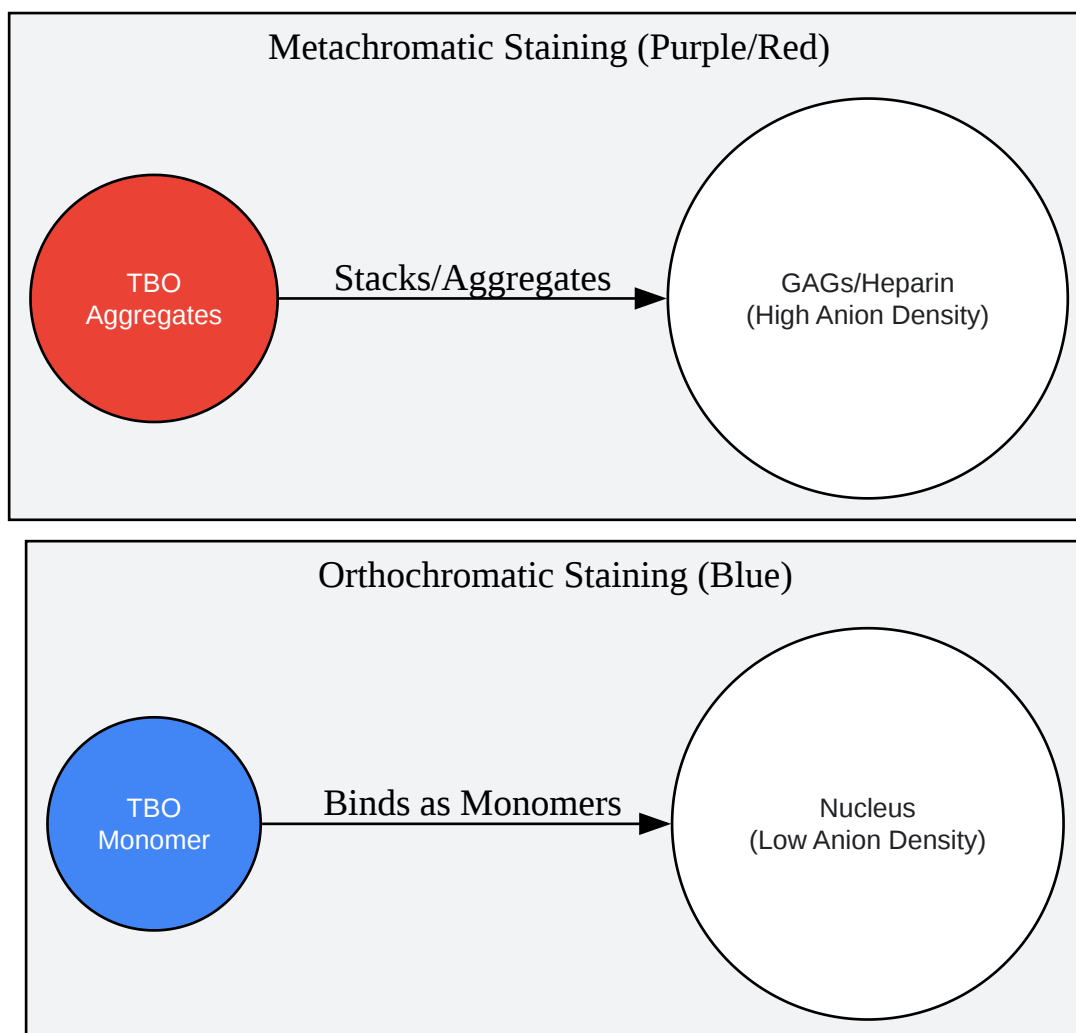 Metachromatic Staining (Purple/Red)
TBO
Aggregates
Stacks/Aggregates
GAGs/Heparin
(High Anion Density)
Orthochromatic Staining (Blue)
TBO
Monomer
Binds as Monomers
Nucleus
(Low Anion Density)